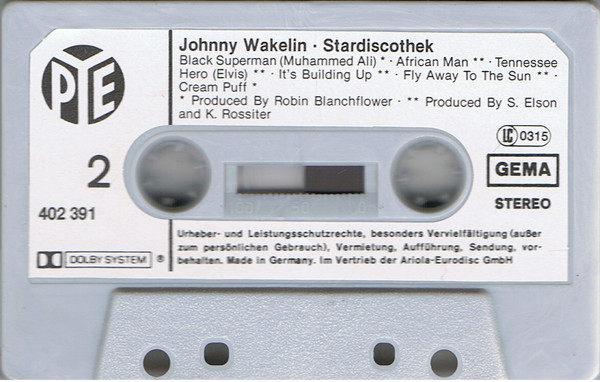 PYE
Johnny Wakelin · Stardiscothek
Black Superman (Muhammed Ali) * · African Man ** · Tennessee
Hero (Elvis) ** · It's Building Up ** · Fly Away To The Sun ** ·
Cream Puff *
* Produced By Robin Blanchflower · ** Produced By S. Elson
and K. Rossiter
LC 0315
2
GEMA
402 391
STEREO
Urheber- und Leistungsschutzrechte, besonders Vervielfältigung (außer
zum persönlichen Gebrauch), Vermietung, Aufführung, Sendung, vor-
behalten. Made in Germany. Im Vertrieb der Ariola-Eurodisc GmbH
DOLBY SYSTEM ®